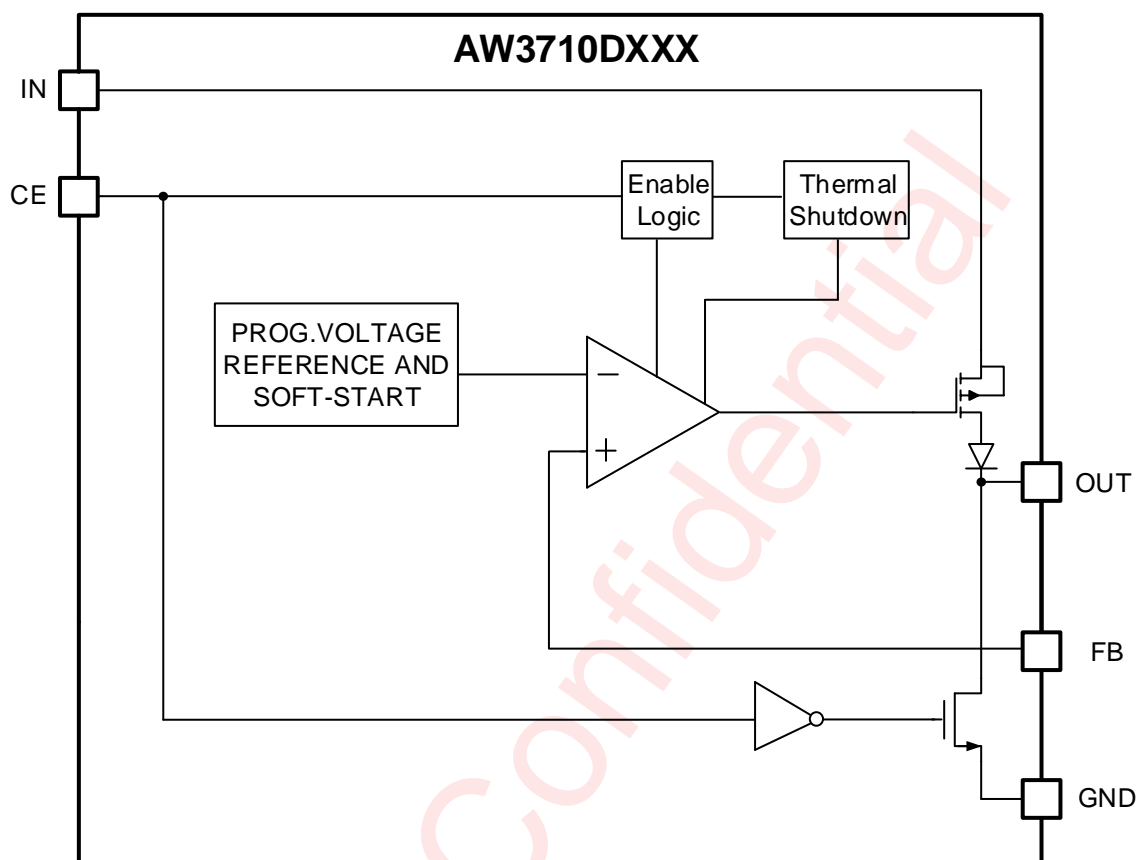 AW3710DXXX
IN
CE
Enable
Logic
Thermal
Shutdown
PROG.VOLTAGE
REFERENCE AND
SOFT-START
−
+
OUT
FB
GND
Confidential